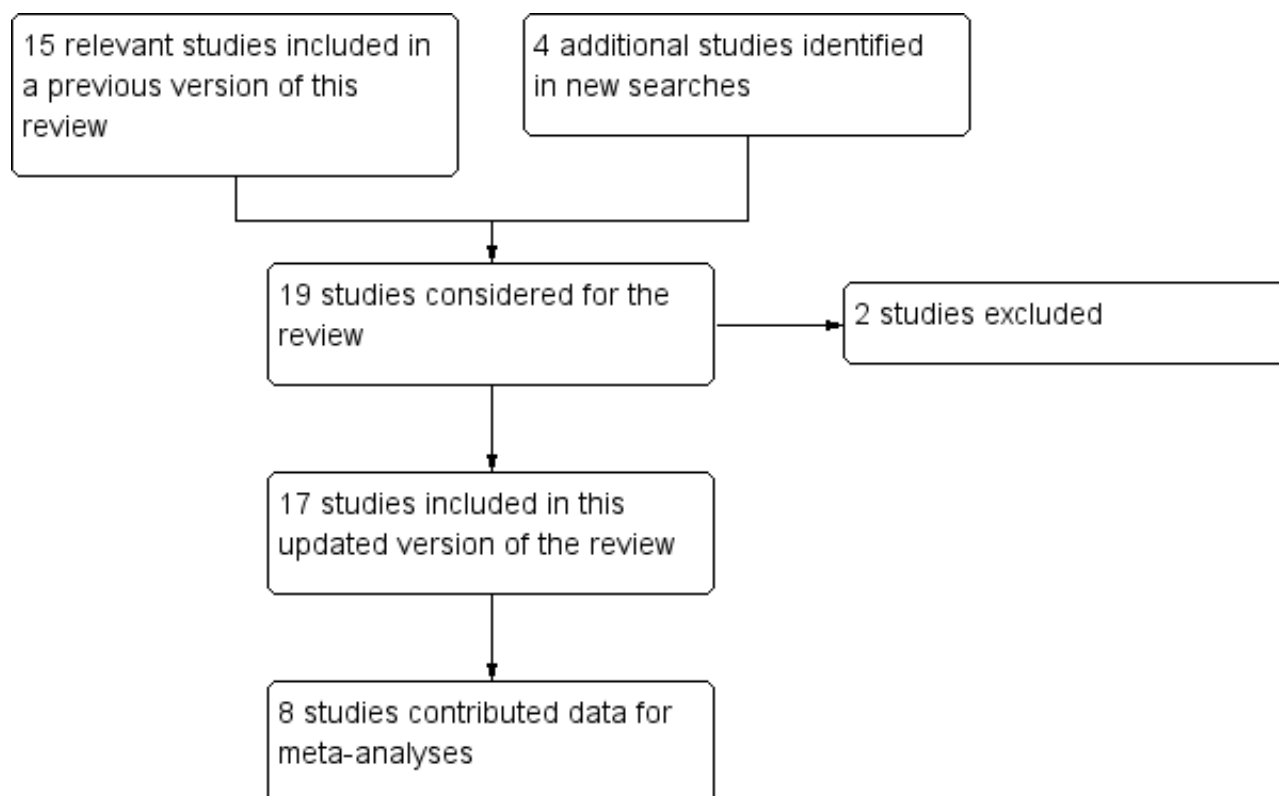 15 relevant studies included in
a previous version of this
review
4 additional studies identified
in new searches
19 studies considered for the
review
2 studies excluded
17 studies included in this
updated version of the review
8 studies contributed data for
meta-analyses